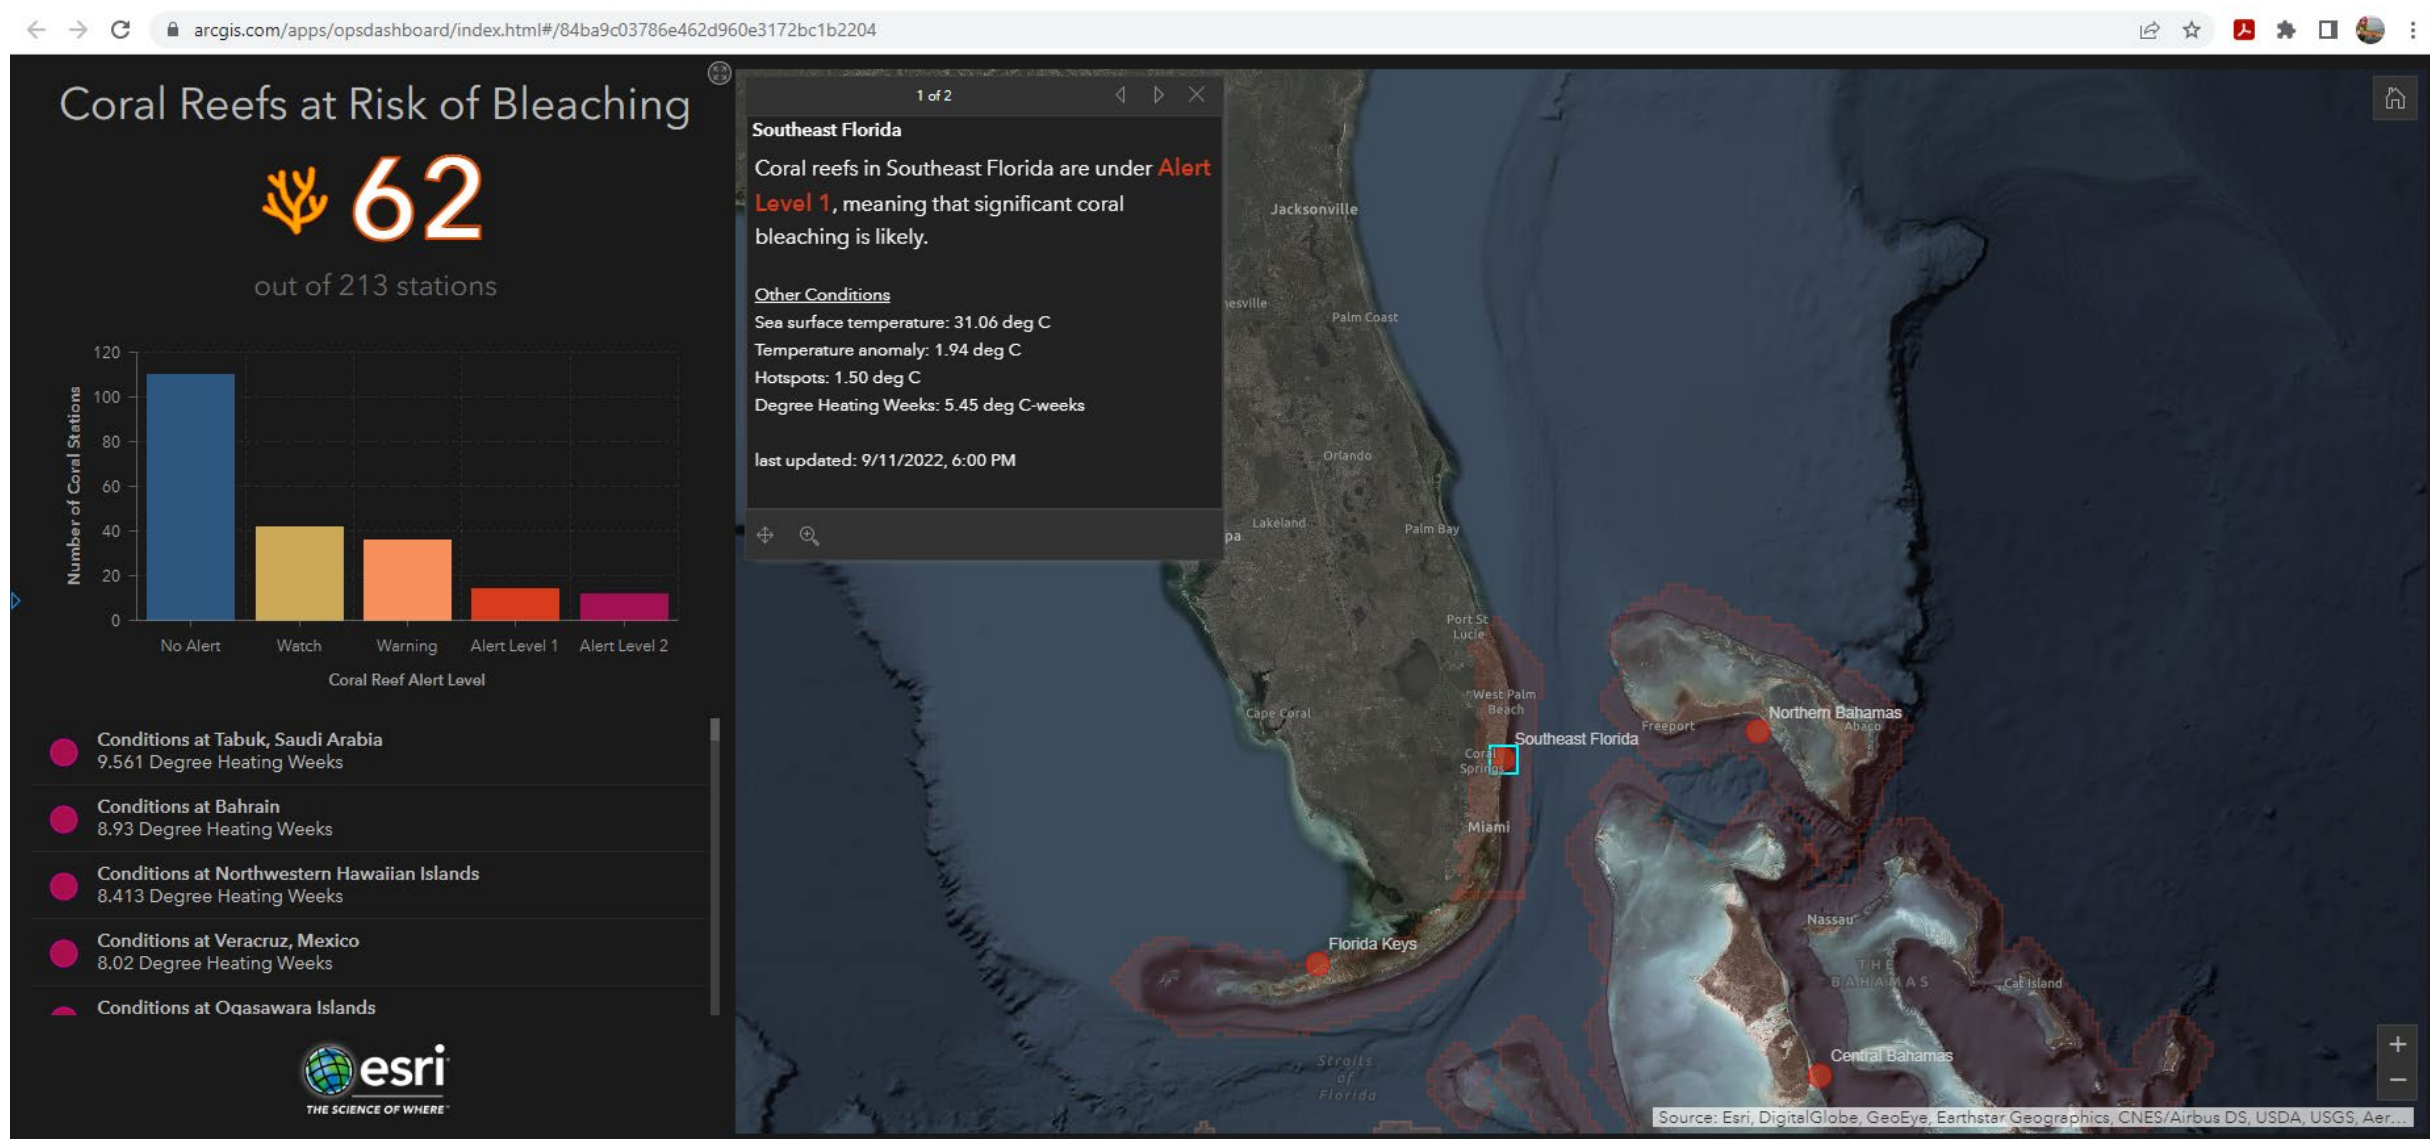 arcgis.com/apps/opsdashboard/index.html#/84ba9c03786e462d960e3172bc1b2204
Coral Reefs at Risk of Bleaching
62
out of 213 stations
120
100
80
60
40
20
0
Number of Coral Stations
No Alert
Watch
Warning
Alert Level 1
Alert Level 2
Coral Reef Alert Level
Conditions at Tabuk, Saudi Arabia
9.561 Degree Heating Weeks
Conditions at Bahrain
8.93 Degree Heating Weeks
Conditions at Northwestern Hawaiian Islands
8.413 Degree Heating Weeks
Conditions at Veracruz, Mexico
8.02 Degree Heating Weeks
Conditions at Ogasawara Islands
esri
THE SCIENCE OF WHERE
1 of 2
Southeast Florida
Coral reefs in Southeast Florida are under Alert
Level 1, meaning that significant coral
bleaching is likely.
Other Conditions
Sea surface temperature: 31.06 deg C
Temperature anomaly: 1.94 deg C
Hotspots: 1.50 deg C
Degree Heating Weeks: 5.45 deg C-weeks
last updated: 9/11/2022, 6:00 PM
Jacksonville
nesville
Palm Coast
Orlando
Lakeland
pa
Palm Bay
Port St
Lucie
West Palm
Beach
Cape Coral
Freeport
Northern Bahamas
Abaco
Southeast Florida
Coral
Springs
Miami
Nassau
Florida Keys
THE
BAHAMAS
Cat Island
Central Bahamas
Straits
of
Florida
Source: Esri, DigitalGlobe, GeoEye, Earthstar Geographics, CNES/Airbus DS, USDA, USGS, Aer...